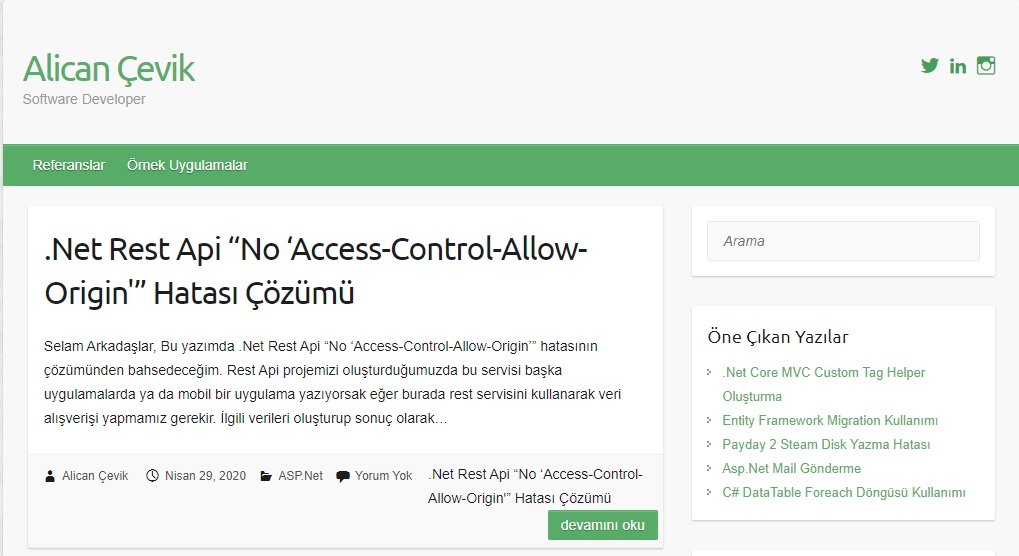 Alican Çevik
Software Developer
Referanslar
Örnek Uygulamalar
.Net Rest Api “No ‘Access-Control-Allow-
Origin'” Hatası Çözümü
Selam Arkadaşlar, Bu yazımda .Net Rest Api “No ‘Access-Control-Allow-Origin’” hatasının
çözümünden bahsedeceğim. Rest Api projemizi oluşturduğumuzda bu servisi başka
uygulamalarda ya da mobil bir uygulama yazıyorsak eğer burada rest servisini kullanarak veri
alışverişi yapmamız gerekir. İlgili verileri oluşturup sonuç olarak…
Alican Çevik
Nisan 29, 2020
ASP.Net
Yorum Yok
.Net Rest Api “No ‘Access-Control-
Allow-Origin'” Hatası Çözümü
devamını oku
Arama
Öne Çıkan Yazılar
.Net Core MVC Custom Tag Helper
Oluşturma
Entity Framework Migration Kullanımı
Payday 2 Steam Disk Yazma Hatası
Asp.Net Mail Gönderme
C# DataTable Foreach Döngüsü Kullanımı